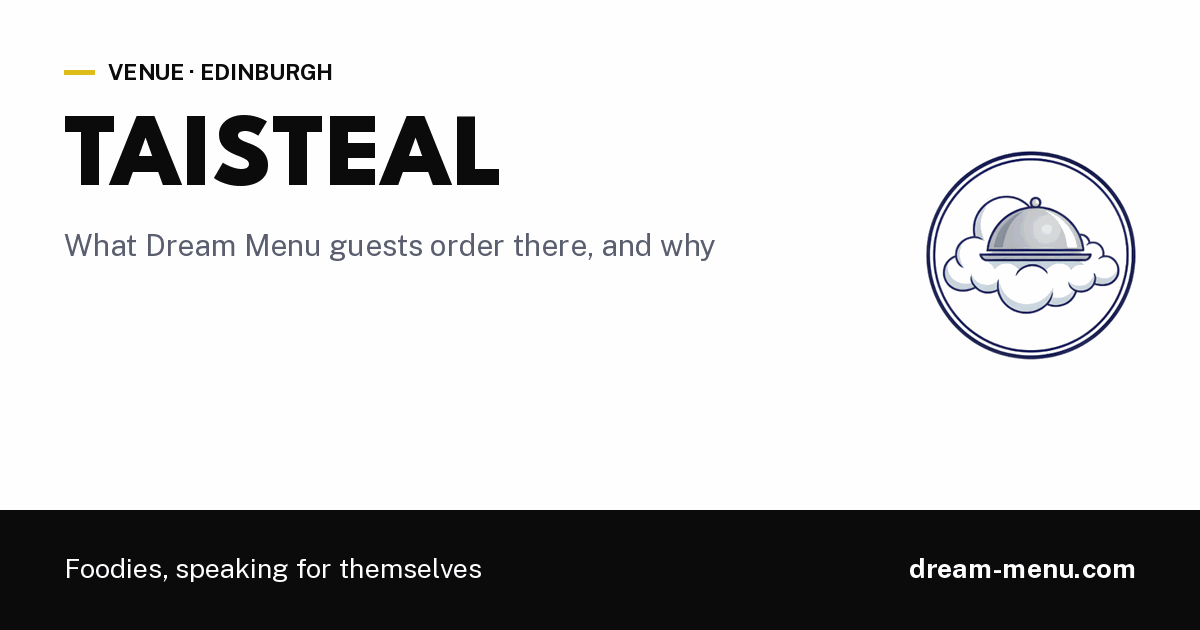 VENUE · EDINBURGH
TAISTEAL
What Dream Menu guests order there, and why
Foodies, speaking for themselves
dream-menu.com